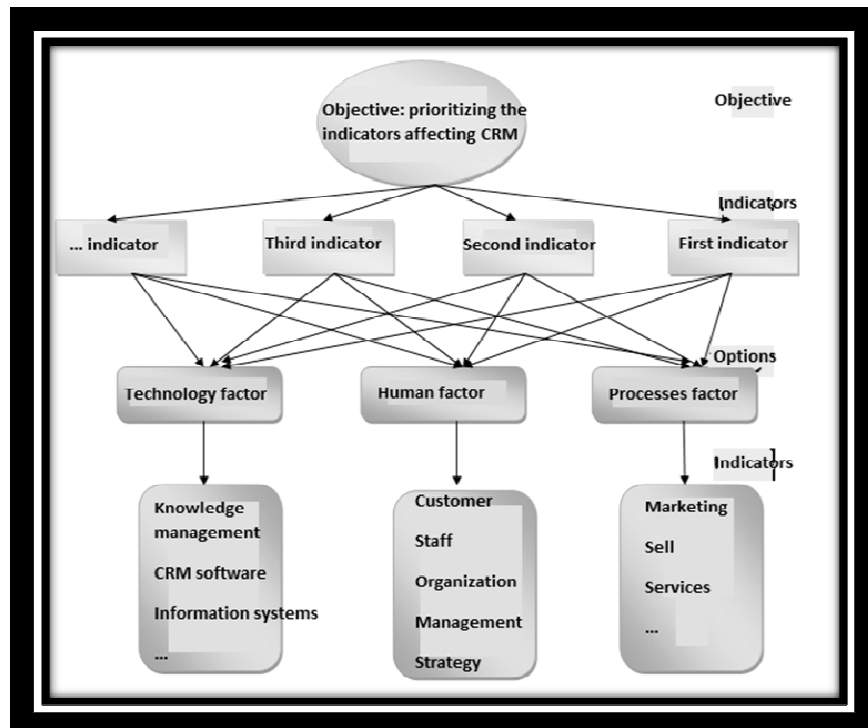 Objective: prioritizing the
indicators affecting CRM
Objective
Indicators
... indicator
Third indicator
Second indicator
First indicator
Options
Technology factor
Human factor
Processes factor
Indicators
Knowledge
management
CRM software
Information systems
...
Customer
Staff
Organization
Management
Strategy
Marketing
Sell
Services
...